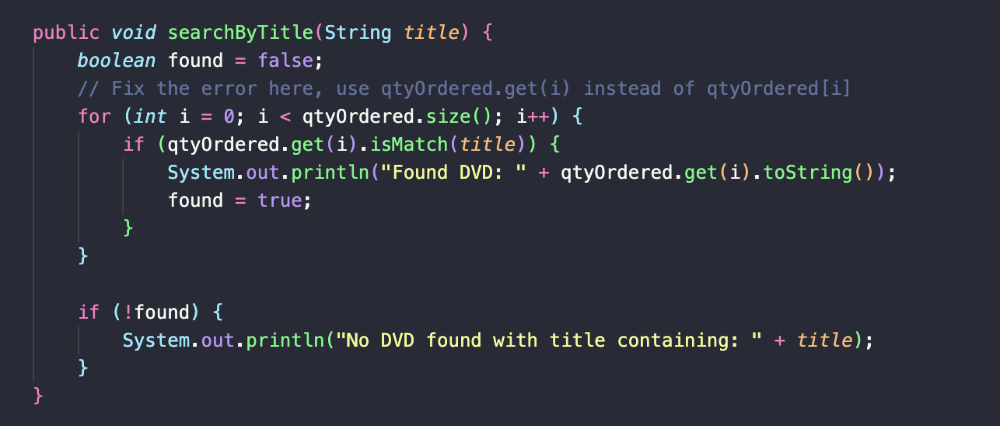 public void searchByTitle(String title) {
    boolean found = false;
    // Fix the error here, use qtyOrdered.get(i) instead of qtyOrdered[i]
    for (int i = 0; i < qtyOrdered.size(); i++) {
        if (qtyOrdered.get(i).isMatch(title)) {
            System.out.println("Found DVD: " + qtyOrdered.get(i).toString());
            found = true;
        }
    }

    if (!found) {
        System.out.println("No DVD found with title containing: " + title);
    }
}